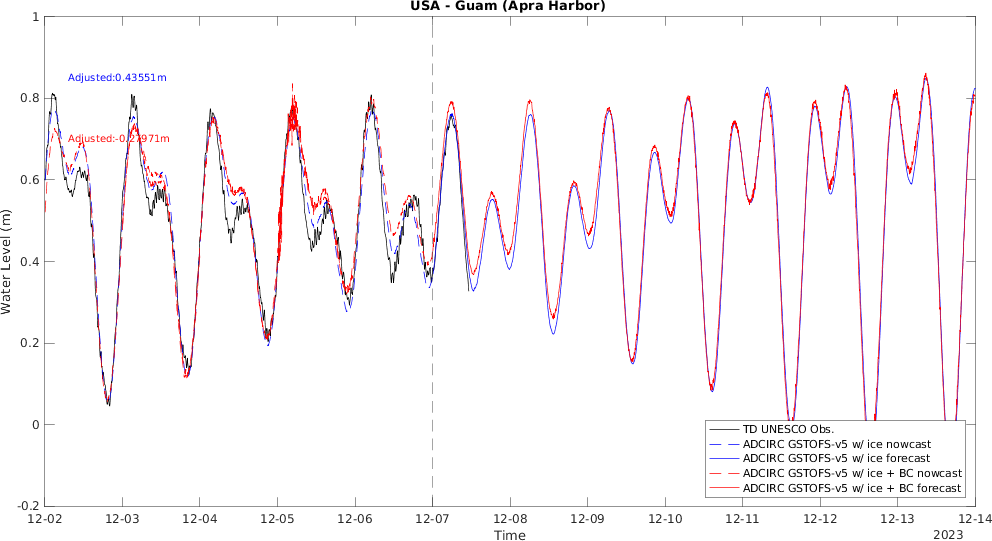 USA - Guam (Apra Harbor)
1
0.8
0.6
0.4
0.2
0
-0.2
Water Level (m)
Adjusted:0.43551m
Adjusted:-0.27971m
TD UNESCO Obs.
ADCIRC GSTOFS-v5 w/ ice nowcast
ADCIRC GSTOFS-v5 w/ ice forecast
ADCIRC GSTOFS-v5 w/ ice + BC nowcast
ADCIRC GSTOFS-v5 w/ ice + BC forecast
12-02 12-03 12-04 12-05 12-06 12-07 12-08 12-09 12-10 12-11 12-12 12-13 12-14
Time
2023